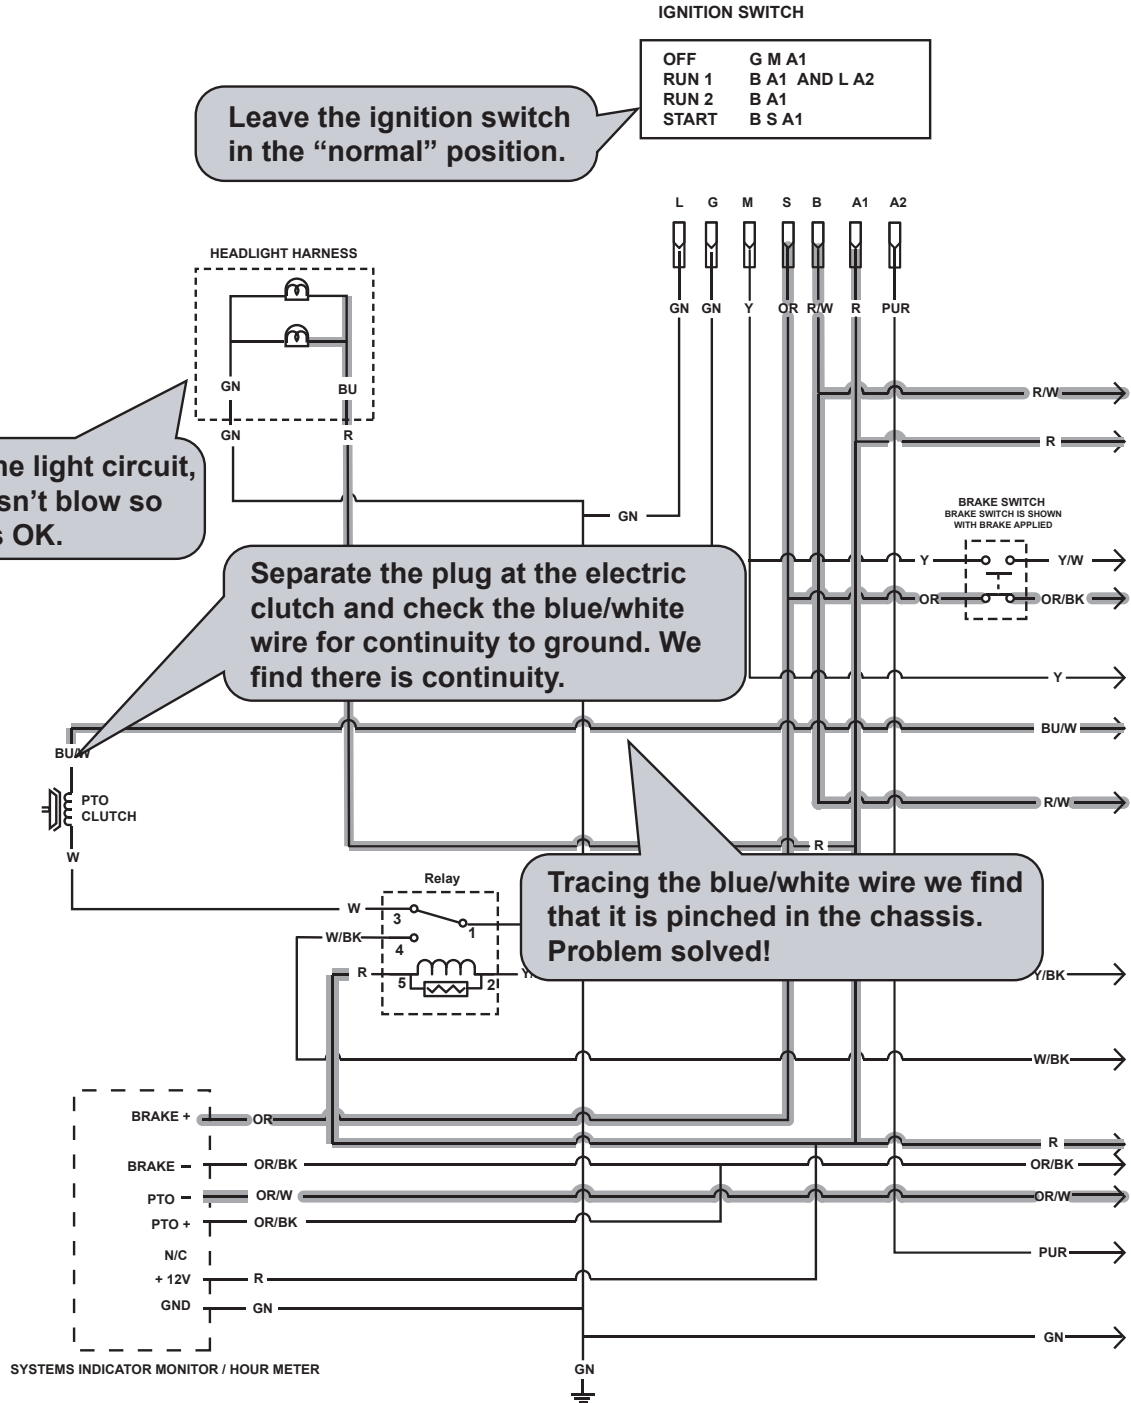 IGNITION SWITCH
OFF G M A1
RUN 1 B A1 AND L A2
RUN 2 B A1
START B S A1
Leave the ignition switch
in the “normal” position.
L G M S B A1 A2
HEADLIGHT HARNESS
GN GN Y OR R/W R PUR
GN BU
R/W
GN R
R
he light circuit,
sn’t blow so
s OK.
BRAKE SWITCH
BRAKE SWITCH IS SHOWN
WITH BRAKE APPLIED
GN
Separate the plug at the electric
clutch and check the blue/white
wire for continuity to ground. We
find there is continuity.
Y Y/W
OR OR/BK
Y
BU/W
BU/W
PTO
CLUTCH
R/W
W
R
Relay
Tracing the blue/white wire we find
that it is pinched in the chassis.
Problem solved!
W 3
1
W/BK 4
R 5 2 Y/
Y/BK
W/BK
BRAKE + OR
R
BRAKE – OR/BK OR/BK
PTO – OR/W OR/W
PTO + OR/BK
N/C
PUR
+ 12V R
GND GN
GN
SYSTEMS INDICATOR MONITOR / HOUR METER
GN